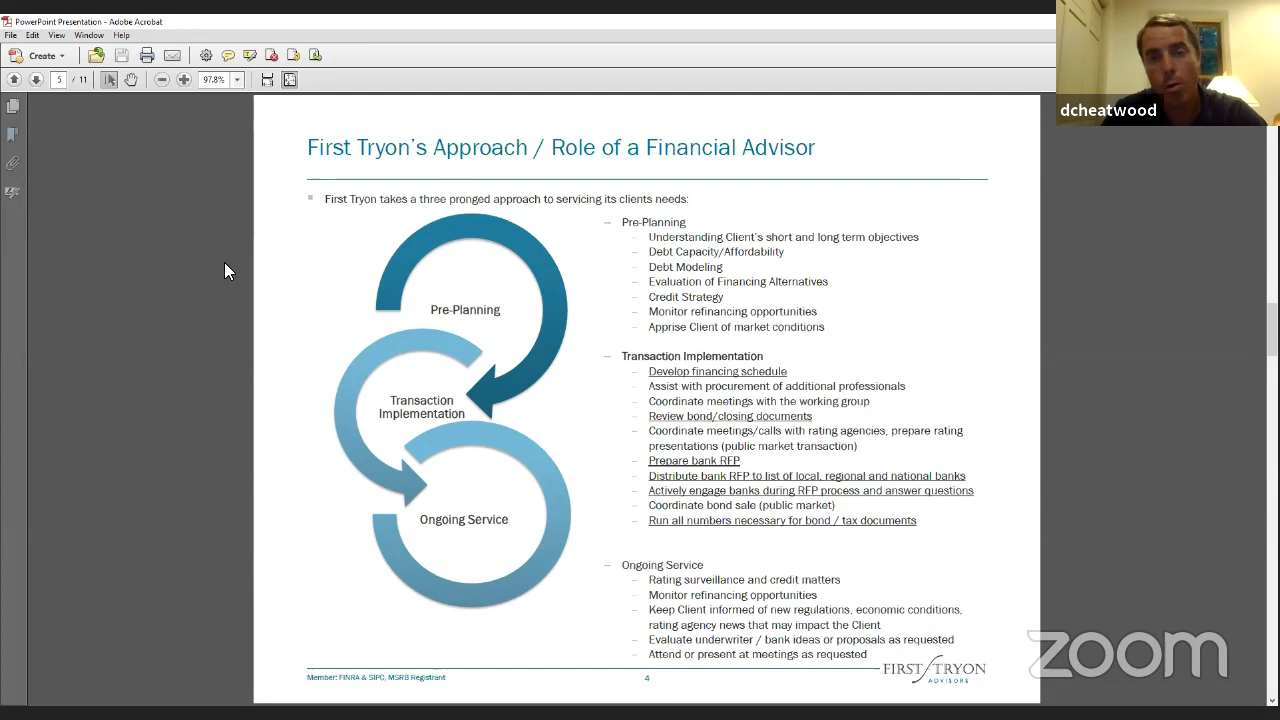 PowerPoint Presentation - Adobe Acrobat
File Edit View Window Help
Create
5 / 11 97.8%
dcheatwood
First Tryon's Approach / Role of a Financial Advisor
First Tryon takes a three pronged approach to servicing its clients needs:
Pre-Planning
Transaction
Implementation
Ongoing Service
– Pre-Planning
– Understanding Client's short and long term objectives
– Debt Capacity/Affordability
– Debt Modeling
– Evaluation of Financing Alternatives
– Credit Strategy
– Monitor refinancing opportunities
– Apprise Client of market conditions
– Transaction Implementation
– Develop financing schedule
– Assist with procurement of additional professionals
– Coordinate meetings with the working group
– Review bond/closing documents
– Coordinate meetings/calls with rating agencies, prepare rating
presentations (public market transaction)
– Prepare bank RFP
– Distribute bank RFP to list of local, regional and national banks
– Actively engage banks during RFP process and answer questions
– Coordinate bond sale (public market)
– Run all numbers necessary for bond / tax documents
– Ongoing Service
– Rating surveillance and credit matters
– Monitor refinancing opportunities
– Keep Client informed of new regulations, economic conditions,
rating agency news that may impact the Client
– Evaluate underwriter / bank ideas or proposals as requested
– Attend or present at meetings as requested
Member: FINRA & SIPC, MSRB Registrant
4
FIRST TRYON
ADVISORS
zoom